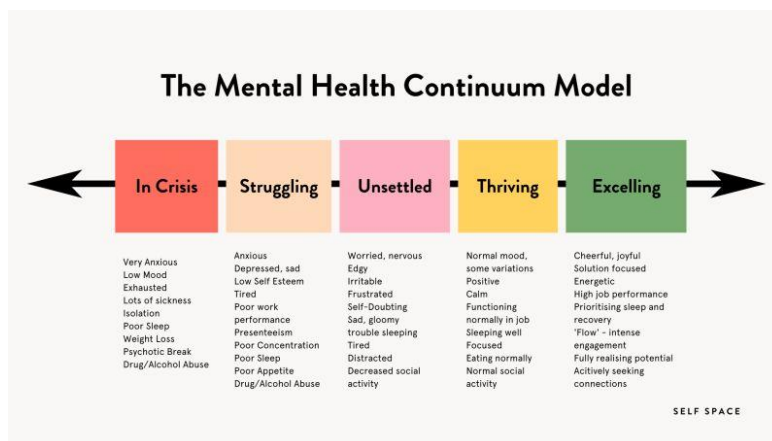 The Mental Health Continuum Model
In Crisis
Struggling
Unsettled
Thriving
Excelling
Very Anxious
Low Mood
Exhausted
Lots of sickness
Isolation
Poor Sleep
Weight Loss
Psychotic Break
Drug/Alcohol Abuse
Anxious
Depressed, sad
Low Self Esteem
Tired
Poor work
performance
Presenteeism
Poor Concentration
Poor Sleep
Poor Appetite
Drug/Alcohol Abuse
Worried, nervous
Edgy
Irritable
Frustrated
Self-Doubting
Sad, gloomy
trouble sleeping
Tired
Distracted
Decreased social
activity
Normal mood,
some variations
Positive
Calm
Functioning
normally in job
Sleeping well
Focused
Eating normally
Normal social
activity
Cheerful, joyful
Solution focused
Energetic
High job performance
Prioritising sleep and
recovery
'Flow' - intense
engagement
Fully realising potential
Acitively seeking
connections
SELF SPACE